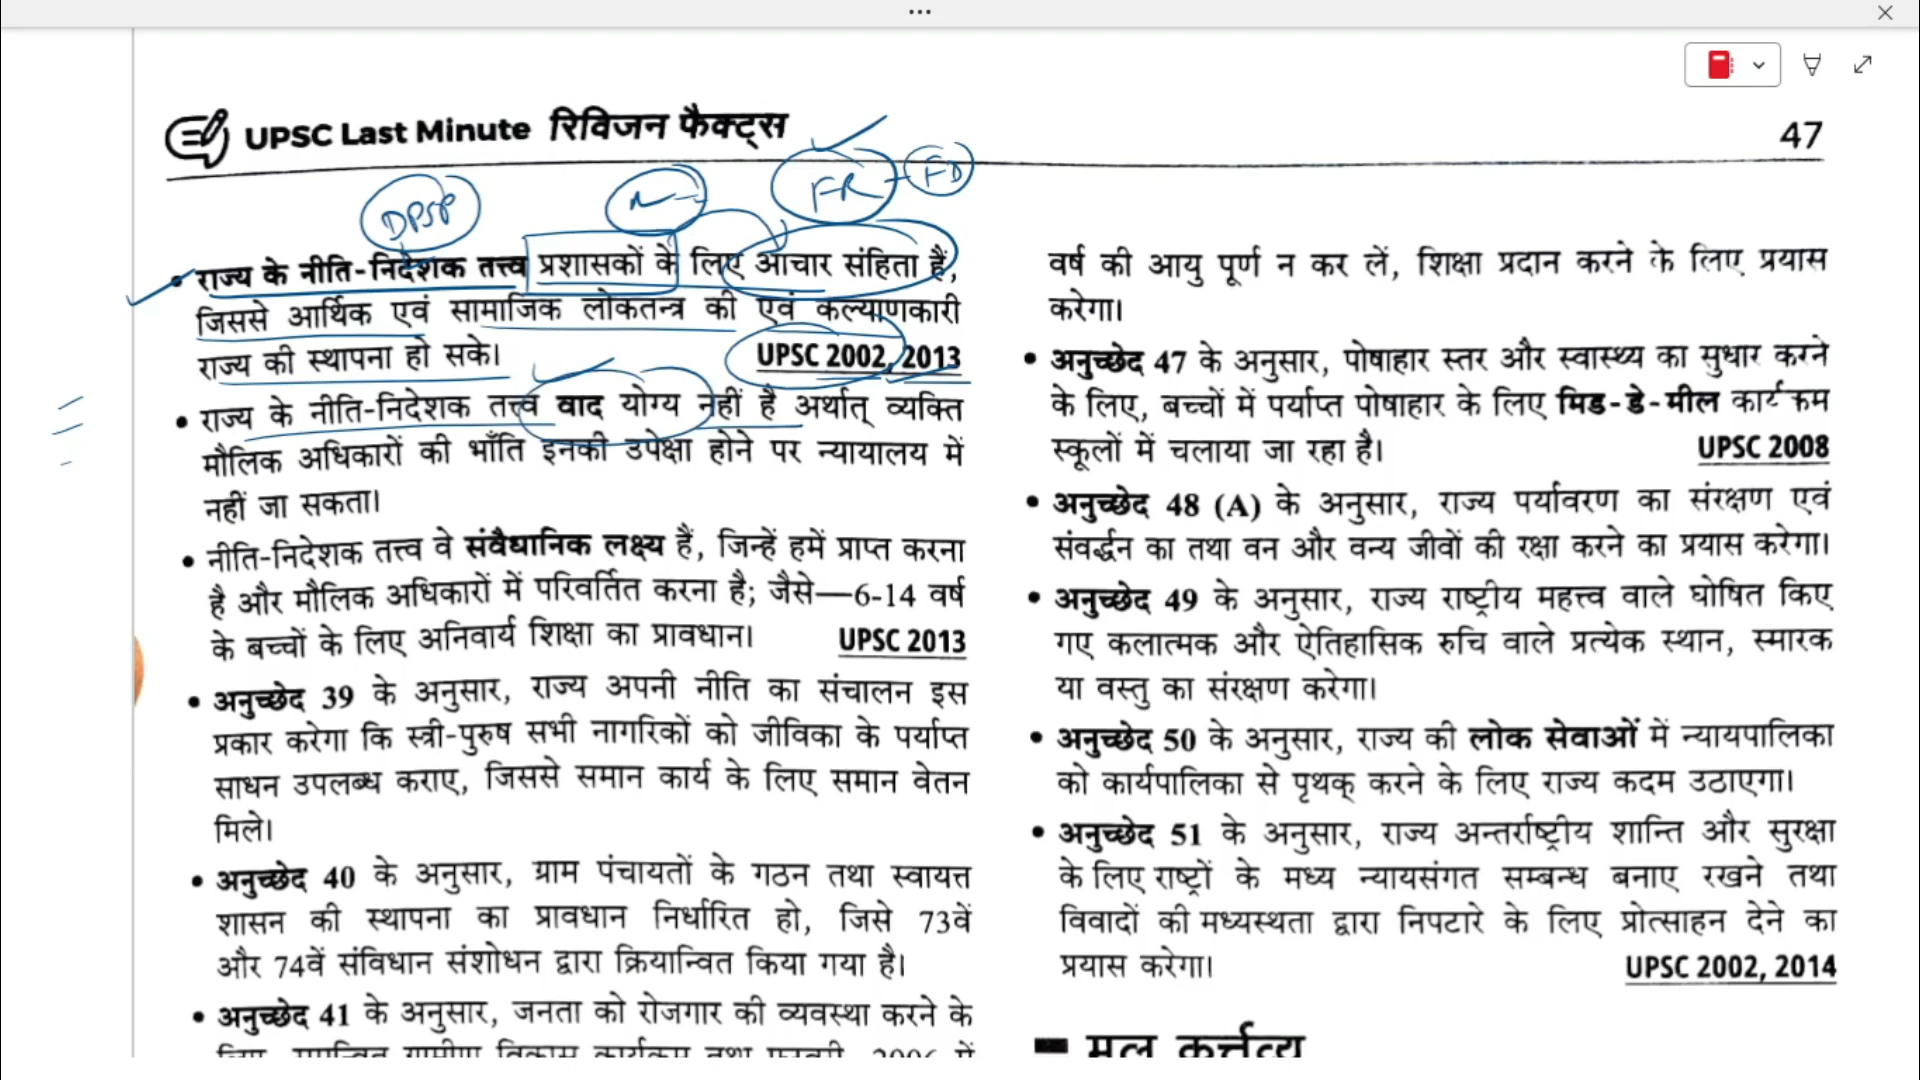 UPSC Last Minute रिविजन फैक्ट्स
47
DPSP
FR - FD
• राज्य के नीति-निदेशक तत्त्व प्रशासकों के लिए आचार संहिता हैं,
जिससे आर्थिक एवं सामाजिक लोकतन्त्र की एवं कल्याणकारी
राज्य की स्थापना हो सके। UPSC 2002, 2013
• राज्य के नीति-निदेशक तत्त्व वाद योग्य नहीं हैं अर्थात् व्यक्ति
मौलिक अधिकारों की भाँति इनकी उपेक्षा होने पर न्यायालय में
नहीं जा सकता।
• नीति-निदेशक तत्त्व वे संवैधानिक लक्ष्य हैं, जिन्हें हमें प्राप्त करना
है और मौलिक अधिकारों में परिवर्तित करना है; जैसे—6-14 वर्ष
के बच्चों के लिए अनिवार्य शिक्षा का प्रावधान। UPSC 2013
• अनुच्छेद 39 के अनुसार, राज्य अपनी नीति का संचालन इस
प्रकार करेगा कि स्त्री-पुरुष सभी नागरिकों को जीविका के पर्याप्त
साधन उपलब्ध कराए, जिससे समान कार्य के लिए समान वेतन
मिले।
• अनुच्छेद 40 के अनुसार, ग्राम पंचायतों के गठन तथा स्वायत्त
शासन की स्थापना का प्रावधान निर्धारित हो, जिसे 73वें
और 74वें संविधान संशोधन द्वारा क्रियान्वित किया गया है।
• अनुच्छेद 41 के अनुसार, जनता को रोजगार की व्यवस्था करने के
वर्ष की आयु पूर्ण न कर लें, शिक्षा प्रदान करने के लिए प्रयास
करेगा।
• अनुच्छेद 47 के अनुसार, पोषाहार स्तर और स्वास्थ्य का सुधार करने
के लिए, बच्चों में पर्याप्त पोषाहार के लिए मिड-डे-मील कार्यक्रम
स्कूलों में चलाया जा रहा है। UPSC 2008
• अनुच्छेद 48 (A) के अनुसार, राज्य पर्यावरण का संरक्षण एवं
संवर्द्धन का तथा वन और वन्य जीवों की रक्षा करने का प्रयास करेगा।
• अनुच्छेद 49 के अनुसार, राज्य राष्ट्रीय महत्त्व वाले घोषित किए
गए कलात्मक और ऐतिहासिक रुचि वाले प्रत्येक स्थान, स्मारक
या वस्तु का संरक्षण करेगा।
• अनुच्छेद 50 के अनुसार, राज्य की लोक सेवाओं में न्यायपालिका
को कार्यपालिका से पृथक् करने के लिए राज्य कदम उठाएगा।
• अनुच्छेद 51 के अनुसार, राज्य अन्तर्राष्ट्रीय शान्ति और सुरक्षा
के लिए राष्ट्रों के मध्य न्यायसंगत सम्बन्ध बनाए रखने तथा
विवादों की मध्यस्थता द्वारा निपटारे के लिए प्रोत्साहन देने का
प्रयास करेगा। UPSC 2002, 2014
मूल कर्त्तव्य